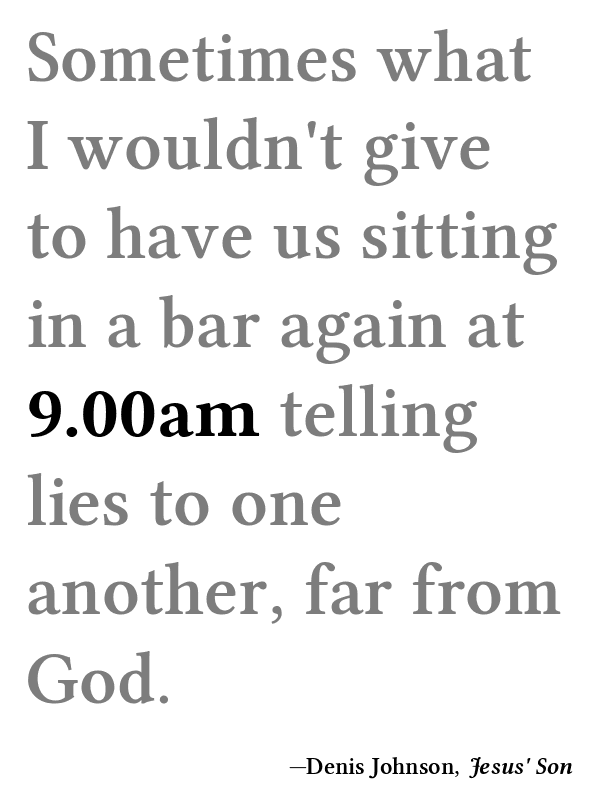 Sometimes what
I wouldn't give
to have us sitting
in a bar again at
9.00am telling
lies to one
another, far from
God.
—Denis Johnson, Jesus' Son